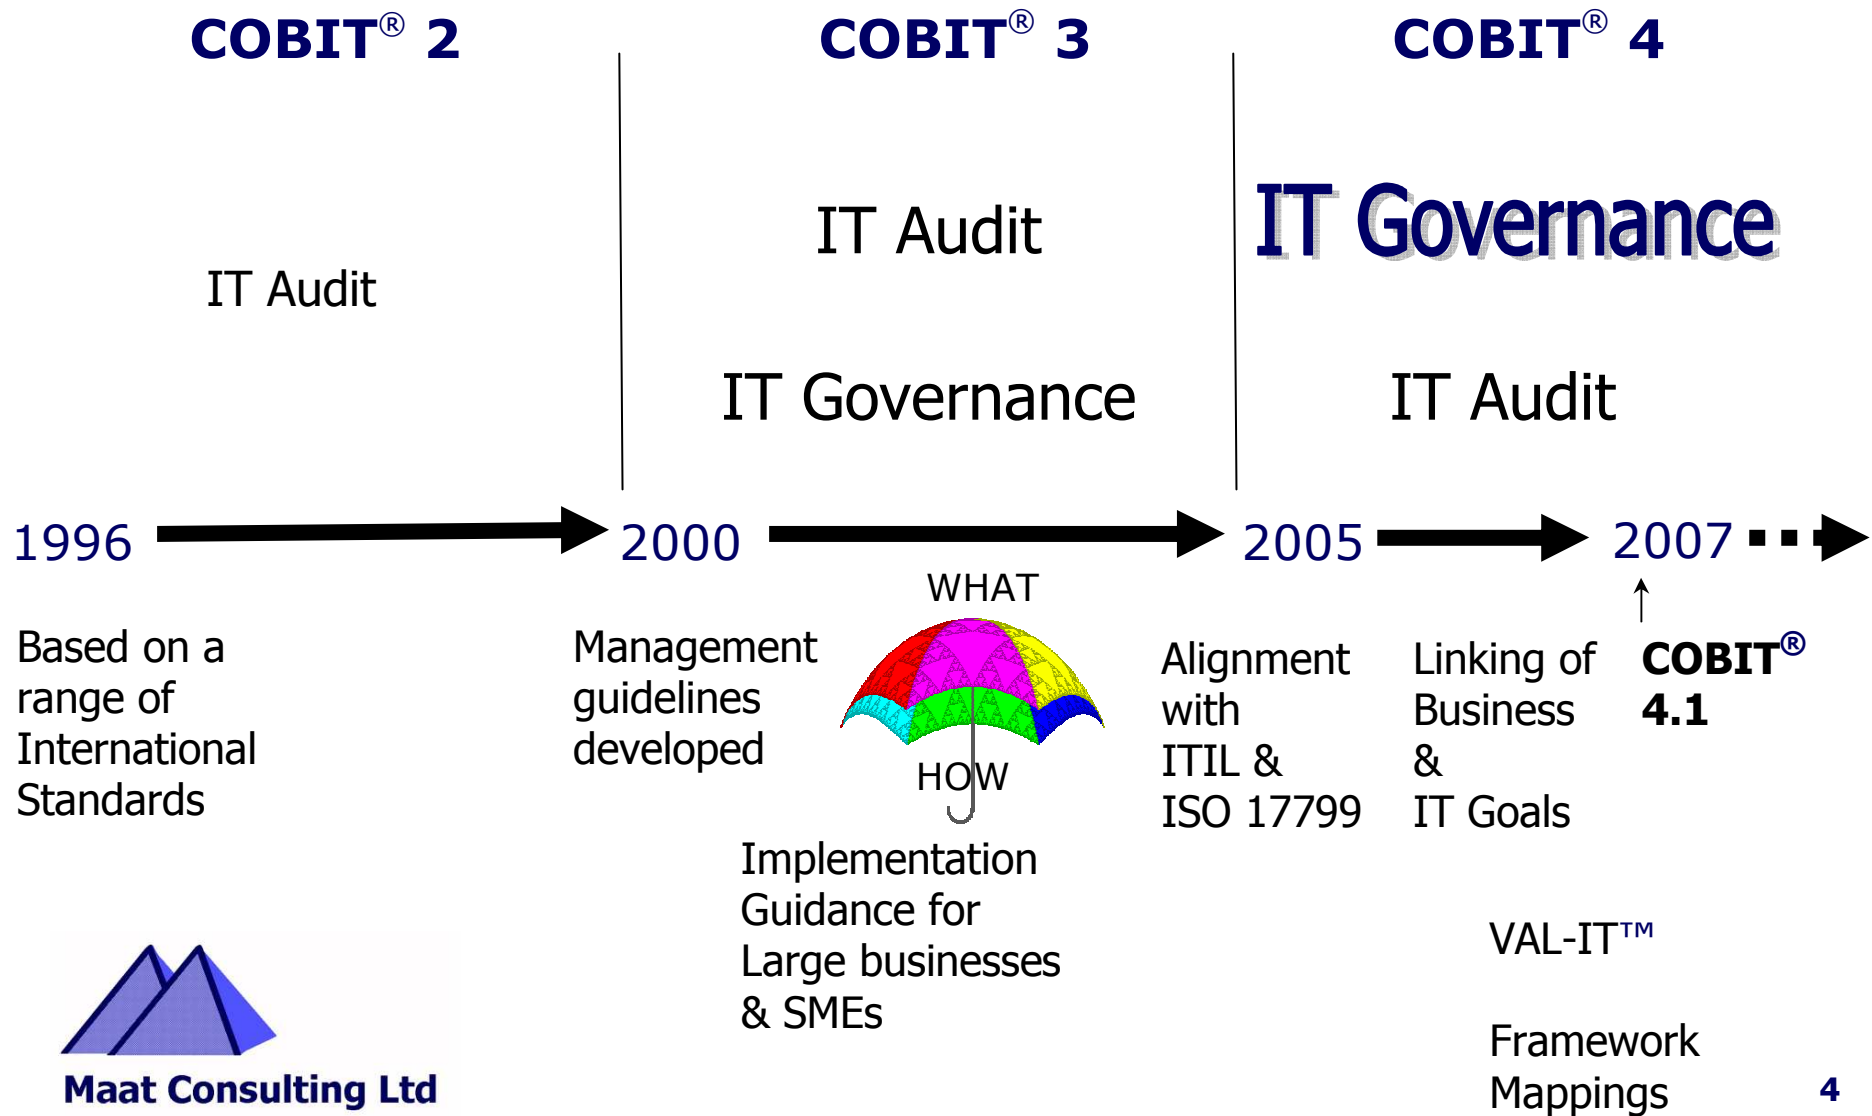 COBIT® 2
COBIT® 3
COBIT® 4
IT Audit
IT Audit
IT Governance
IT Governance
IT Audit
1996
2000
2005
2007
Based on a
range of
International
Standards
Management
guidelines
developed
WHAT
HOW
Implementation
Guidance for
Large businesses
& SMEs
Alignment
with
ITIL &
ISO 17799
Linking of
Business
&
IT Goals
COBIT®
4.1
VAL-IT™
Framework
Mappings
Maat Consulting Ltd
4